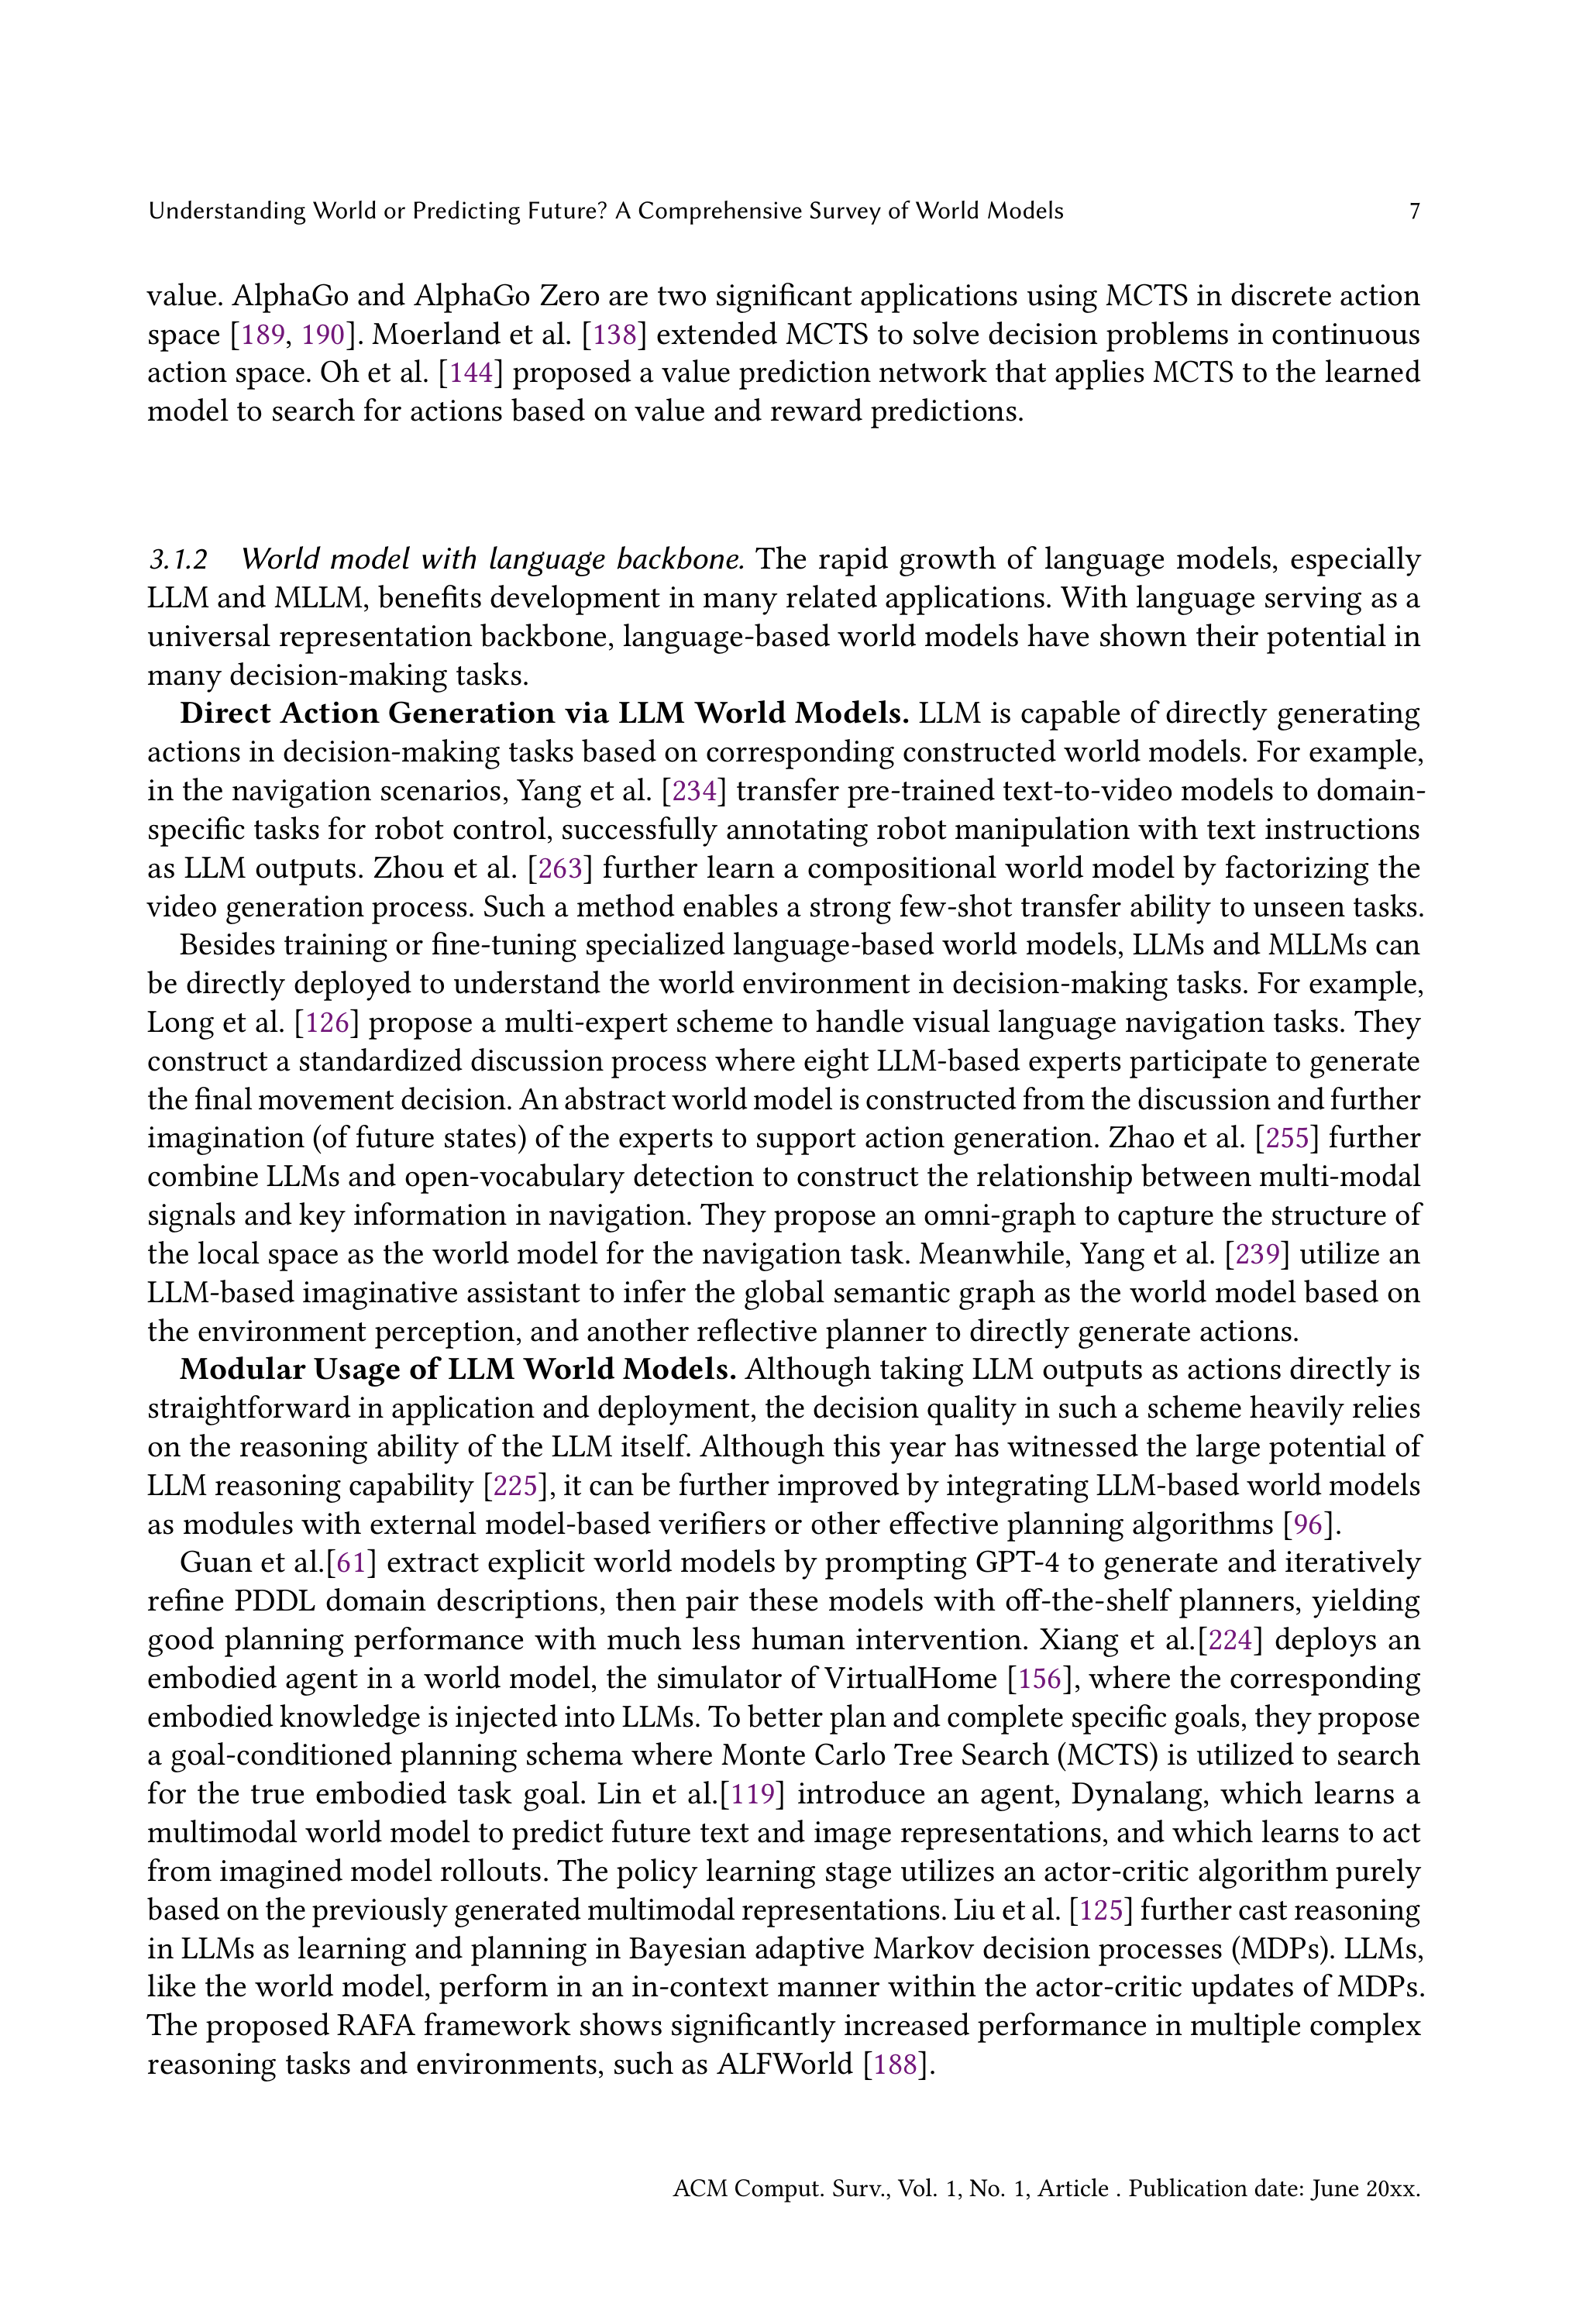 Understanding World or Predicting Future? A Comprehensive Survey of World Models 7
value. AlphaGo and AlphaGo Zero are two significant applications using MCTS in discrete action
space [189, 190]. Moerland et al. [138] extended MCTS to solve decision problems in continuous
action space. Oh et al. [144] proposed a value prediction network that applies MCTS to the learned
model to search for actions based on value and reward predictions.
3.1.2 World model with language backbone. The rapid growth of language models, especially
LLM and MLLM, benefits development in many related applications. With language serving as a
universal representation backbone, language-based world models have shown their potential in
many decision-making tasks.
Direct Action Generation via LLM World Models. LLM is capable of directly generating
actions in decision-making tasks based on corresponding constructed world models. For example,
in the navigation scenarios, Yang et al. [234] transfer pre-trained text-to-video models to domain-
specific tasks for robot control, successfully annotating robot manipulation with text instructions
as LLM outputs. Zhou et al. [263] further learn a compositional world model by factorizing the
video generation process. Such a method enables a strong few-shot transfer ability to unseen tasks.
Besides training or fine-tuning specialized language-based world models, LLMs and MLLMs can
be directly deployed to understand the world environment in decision-making tasks. For example,
Long et al. [126] propose a multi-expert scheme to handle visual language navigation tasks. They
construct a standardized discussion process where eight LLM-based experts participate to generate
the final movement decision. An abstract world model is constructed from the discussion and further
imagination (of future states) of the experts to support action generation. Zhao et al. [255] further
combine LLMs and open-vocabulary detection to construct the relationship between multi-modal
signals and key information in navigation. They propose an omni-graph to capture the structure of
the local space as the world model for the navigation task. Meanwhile, Yang et al. [239] utilize an
LLM-based imaginative assistant to infer the global semantic graph as the world model based on
the environment perception, and another reflective planner to directly generate actions.
Modular Usage of LLM World Models. Although taking LLM outputs as actions directly is
straightforward in application and deployment, the decision quality in such a scheme heavily relies
on the reasoning ability of the LLM itself. Although this year has witnessed the large potential of
LLM reasoning capability [225], it can be further improved by integrating LLM-based world models
as modules with external model-based verifiers or other effective planning algorithms [96].
Guan et al.[61] extract explicit world models by prompting GPT-4 to generate and iteratively
refine PDDL domain descriptions, then pair these models with off-the-shelf planners, yielding
good planning performance with much less human intervention. Xiang et al.[224] deploys an
embodied agent in a world model, the simulator of VirtualHome [156], where the corresponding
embodied knowledge is injected into LLMs. To better plan and complete specific goals, they propose
a goal-conditioned planning schema where Monte Carlo Tree Search (MCTS) is utilized to search
for the true embodied task goal. Lin et al.[119] introduce an agent, Dynalang, which learns a
multimodal world model to predict future text and image representations, and which learns to act
from imagined model rollouts. The policy learning stage utilizes an actor-critic algorithm purely
based on the previously generated multimodal representations. Liu et al. [125] further cast reasoning
in LLMs as learning and planning in Bayesian adaptive Markov decision processes (MDPs). LLMs,
like the world model, perform in an in-context manner within the actor-critic updates of MDPs.
The proposed RAFA framework shows significantly increased performance in multiple complex
reasoning tasks and environments, such as ALFWorld [188].
ACM Comput. Surv., Vol. 1, No. 1, Article . Publication date: June 20xx.